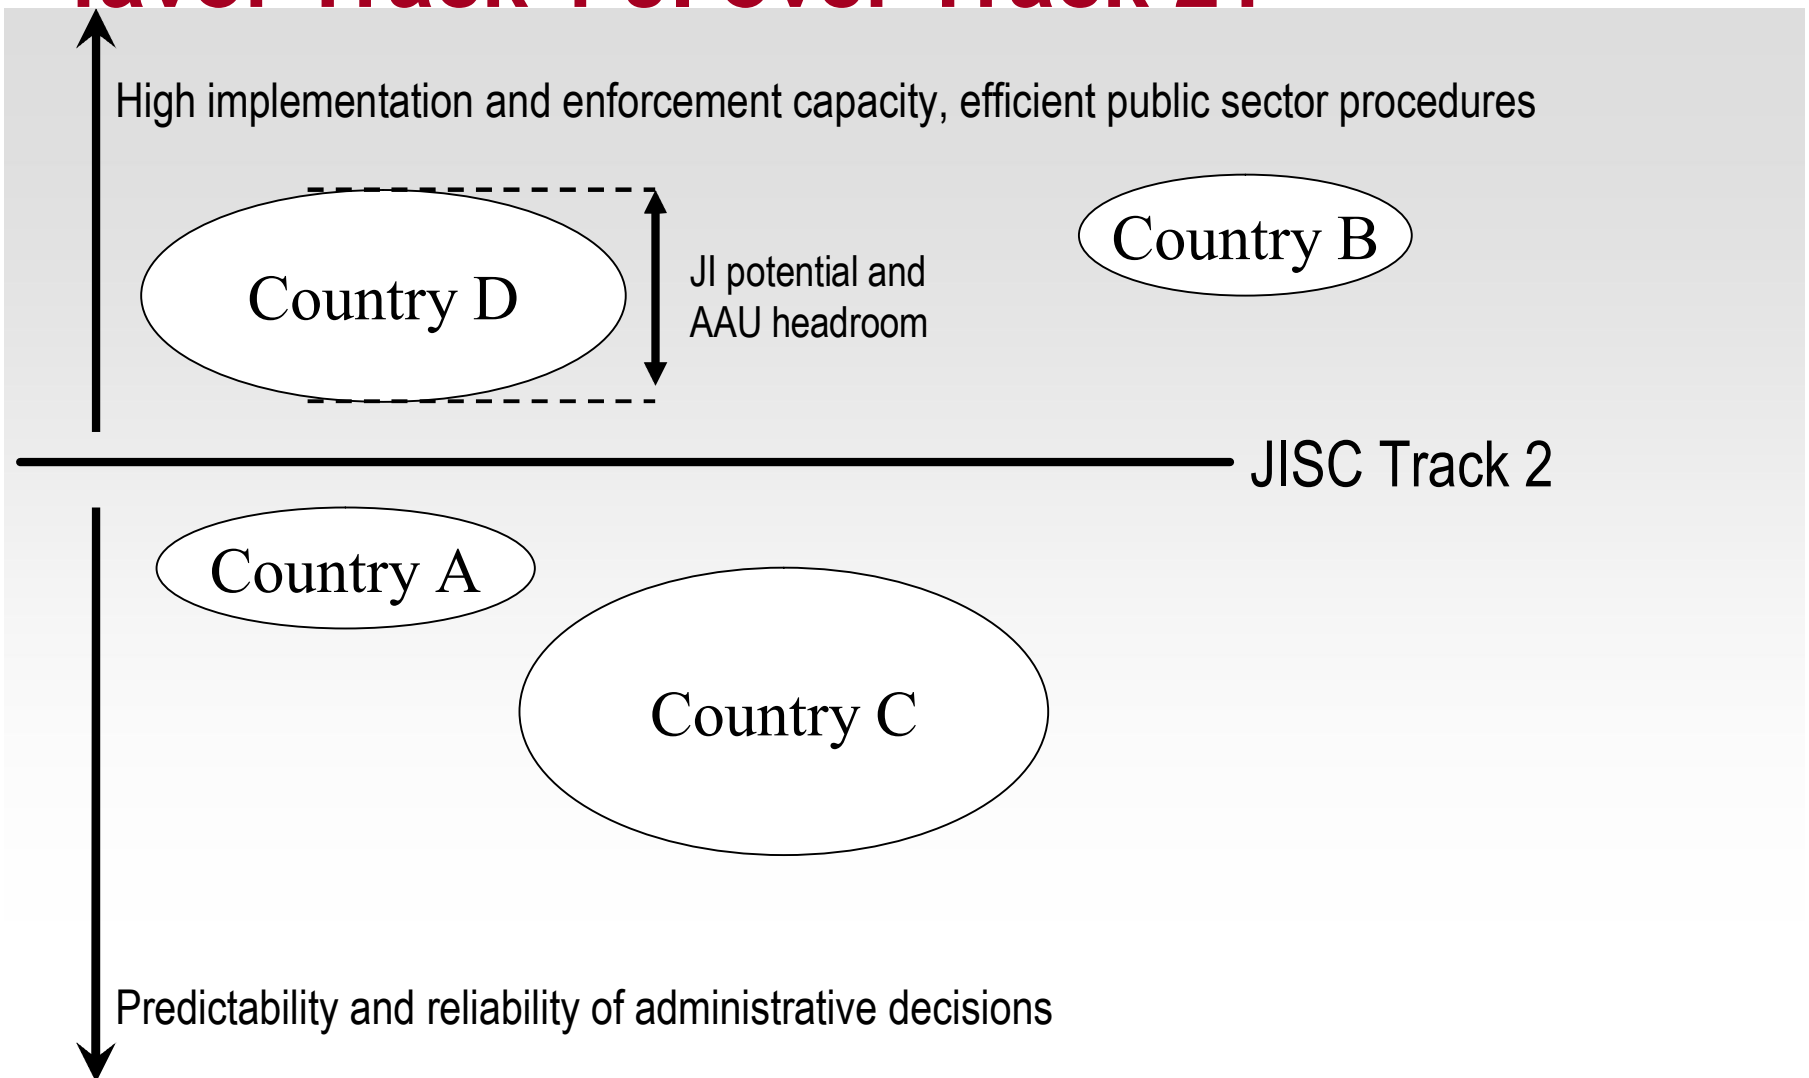 High implementation and enforcement capacity, efficient public sector procedures
Country B
Country D
JI potential and
AAU headroom
JISC Track 2
Country A
Country C
Predictability and reliability of administrative decisions